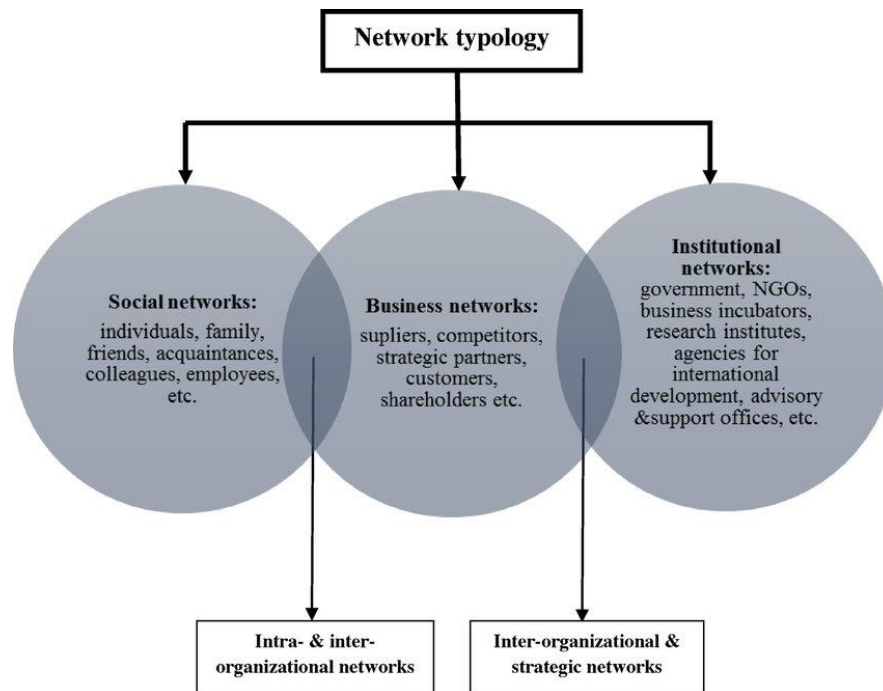 Network typology
Social networks:
individuals, family,
friends, acquaintances,
colleagues, employees,
etc.
Business networks:
supliers, competitors,
strategic partners,
customers,
shareholders etc.
Institutional
networks:
government, NGOs,
business incubators,
research institutes,
agencies for
international
development, advisory
&support offices, etc.
Intra- & inter-
organizational networks
Inter-organizational &
strategic networks